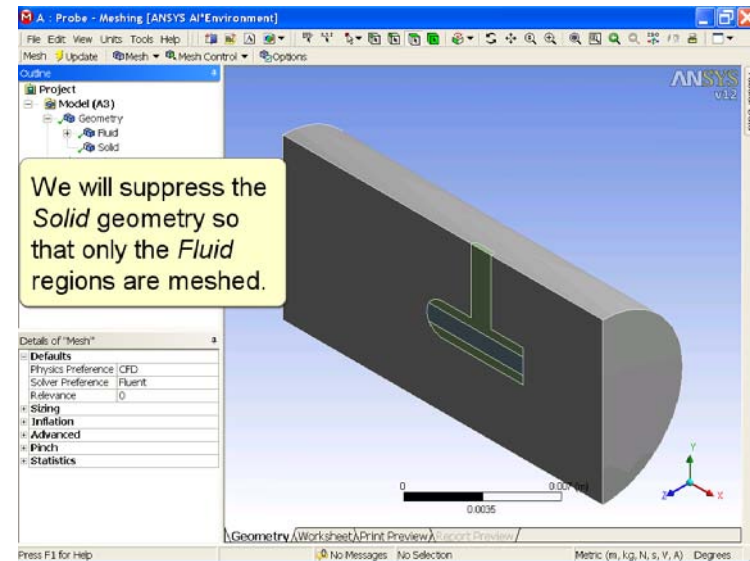 A : Probe - Meshing [ANSYS AI*Environment]
File Edit View Units Tools Help
Mesh Update Mesh Mesh Control Options
Outline
ANSYS
v12
Project
Model (A3)
Geometry
Fluid
Solid
We will suppress the
Solid geometry so
that only the Fluid
regions are meshed.
Details of "Mesh"
Defaults
Physics Preference CFD
Solver Preference Fluent
Relevance 0
Sizing
Inflation
Advanced
Pinch
Statistics
Y
Z X
0 0.007 (m)
0.0035
Geometry Worksheet Print Preview Report Preview
Press F1 for Help No Messages No Selection Metric (m, kg, N, s, V, A) Degrees